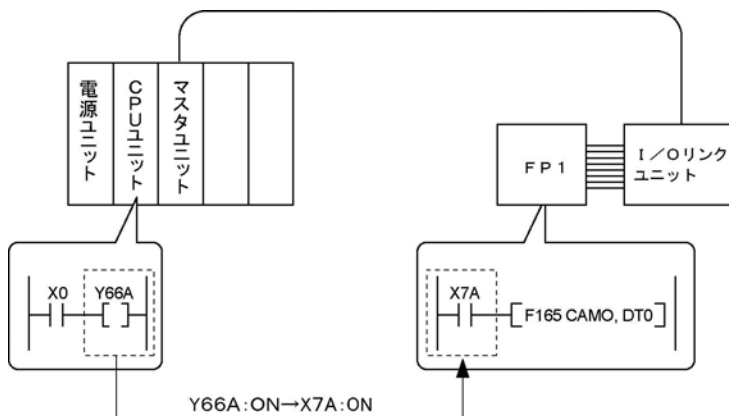 電源ユニット
CPUユニット
マスタユニット
FP1
I/Oリンク
ユニット
X0
Y66A
X7A
F165 CAMO, DT0
Y66A:ON→X7A:ON